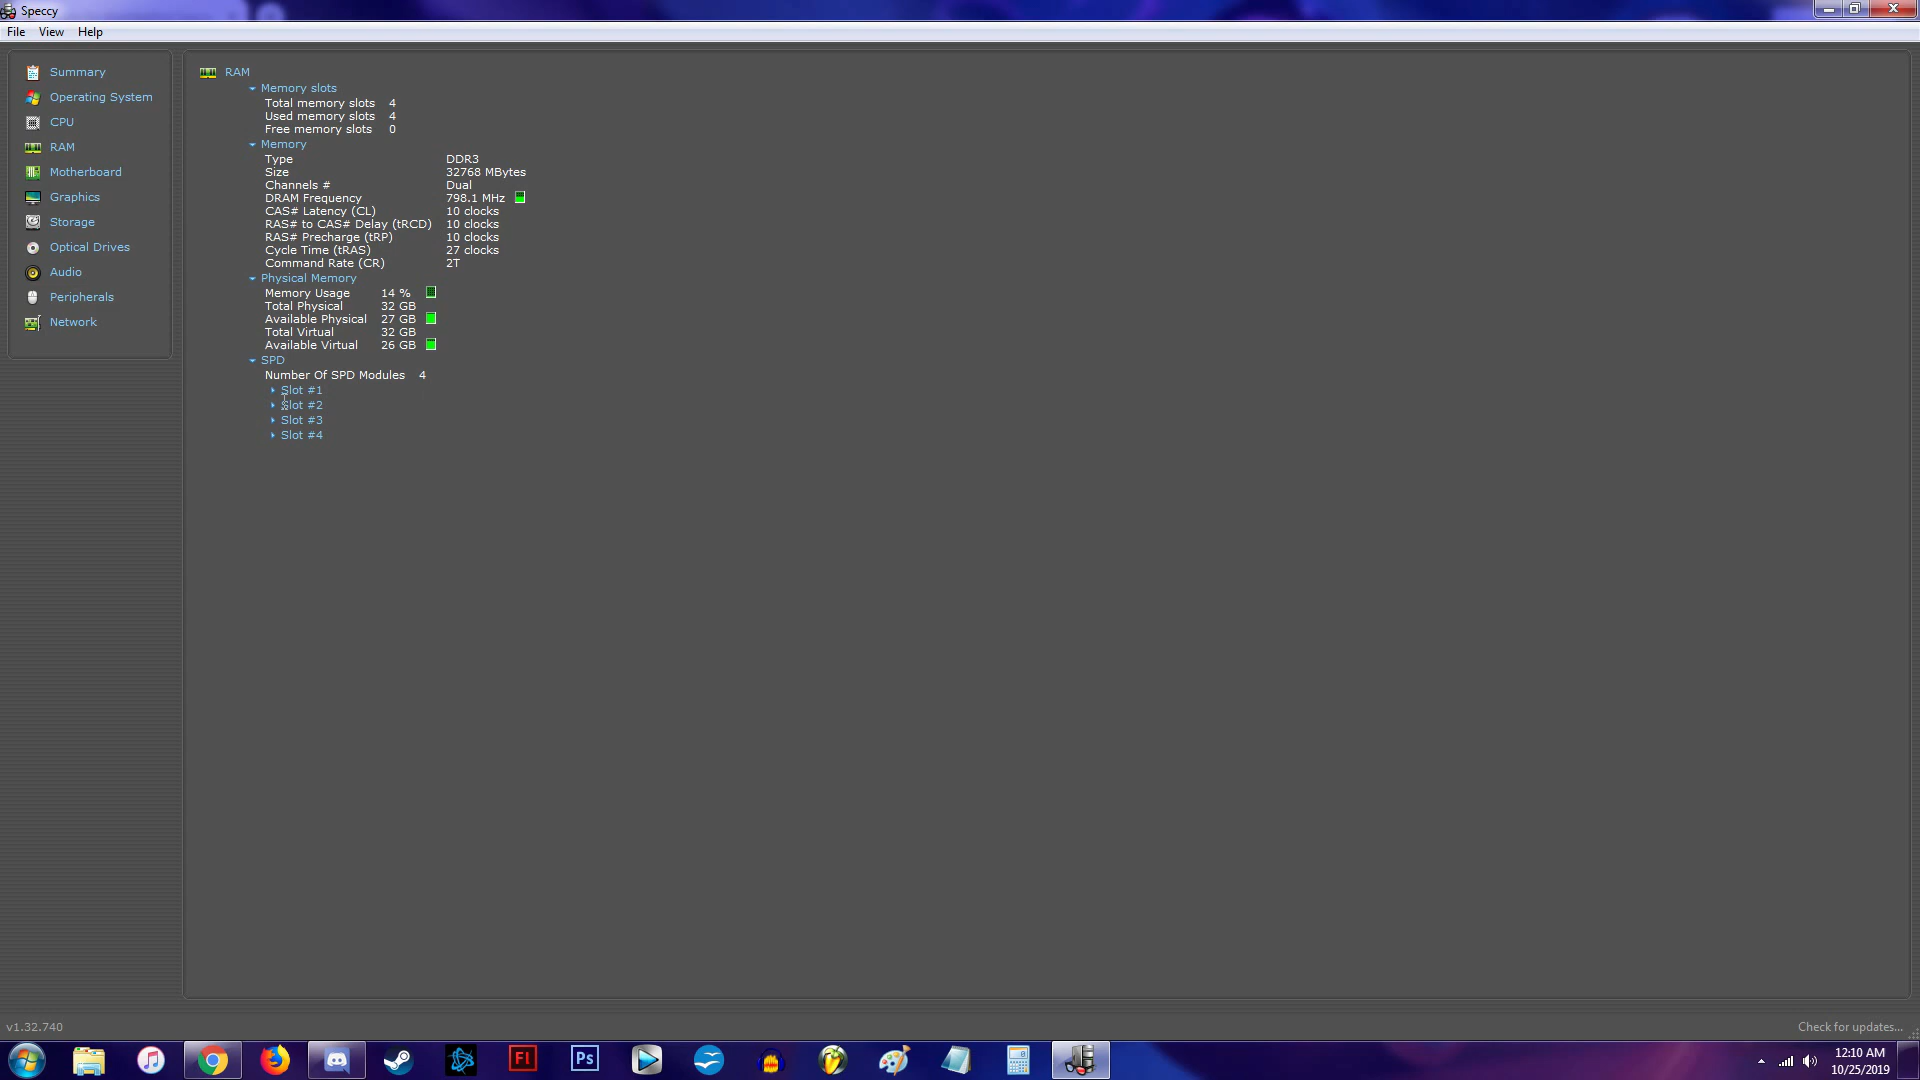 Speccy
File View Help
Summary
Operating System
CPU
RAM
Motherboard
Graphics
Storage
Optical Drives
Audio
Peripherals
Network
RAM
Memory slots
Total memory slots 4
Used memory slots 4
Free memory slots 0
Memory
Type DDR3
Size 32768 MBytes
Channels # Dual
DRAM Frequency 798.1 MHz
CAS# Latency (CL) 10 clocks
RAS# to CAS# Delay (tRCD) 10 clocks
RAS# Precharge (tRP) 10 clocks
Cycle Time (tRAS) 27 clocks
Command Rate (CR) 2T
Physical Memory
Memory Usage 14 %
Total Physical 32 GB
Available Physical 27 GB
Total Virtual 32 GB
Available Virtual 26 GB
SPD
Number Of SPD Modules 4
Slot #1
Slot #2
Slot #3
Slot #4
v1.32.740
Check for updates...
Fl
Ps
12:10 AM
10/25/2019